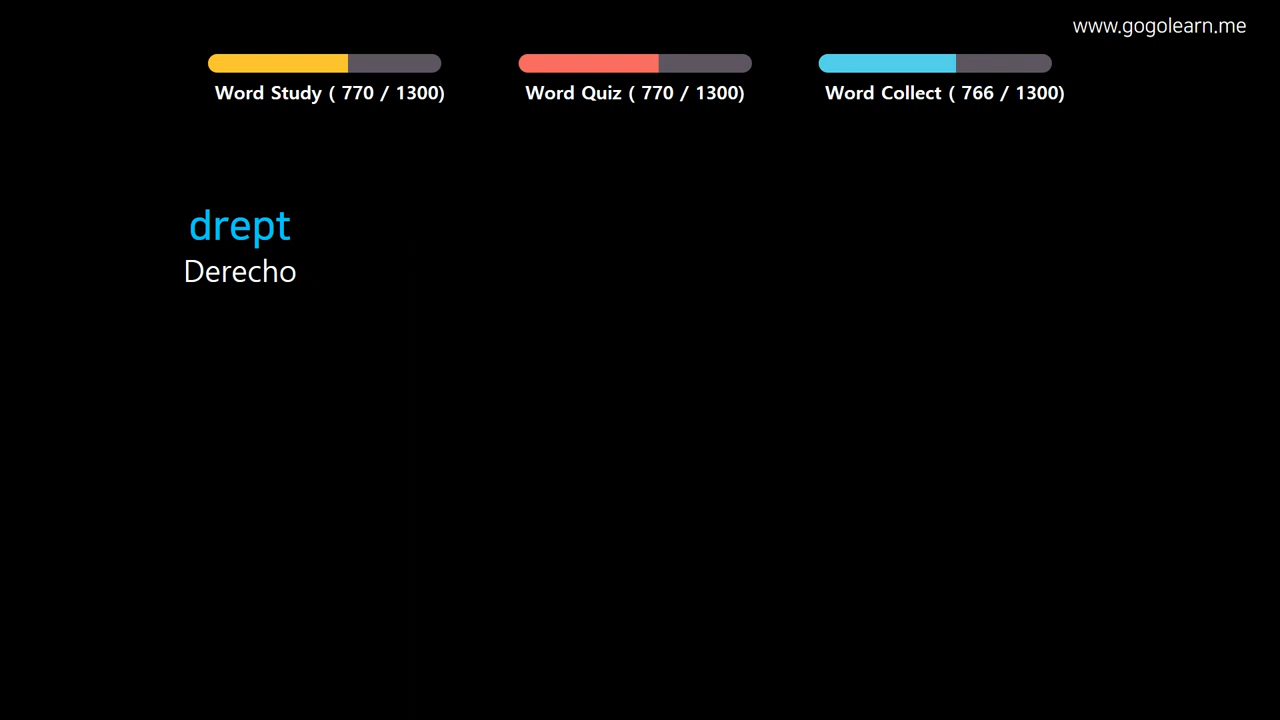 www.gogolearn.me
Word Study ( 770 / 1300)
Word Quiz ( 770 / 1300)
Word Collect ( 766 / 1300)
drept
Derecho